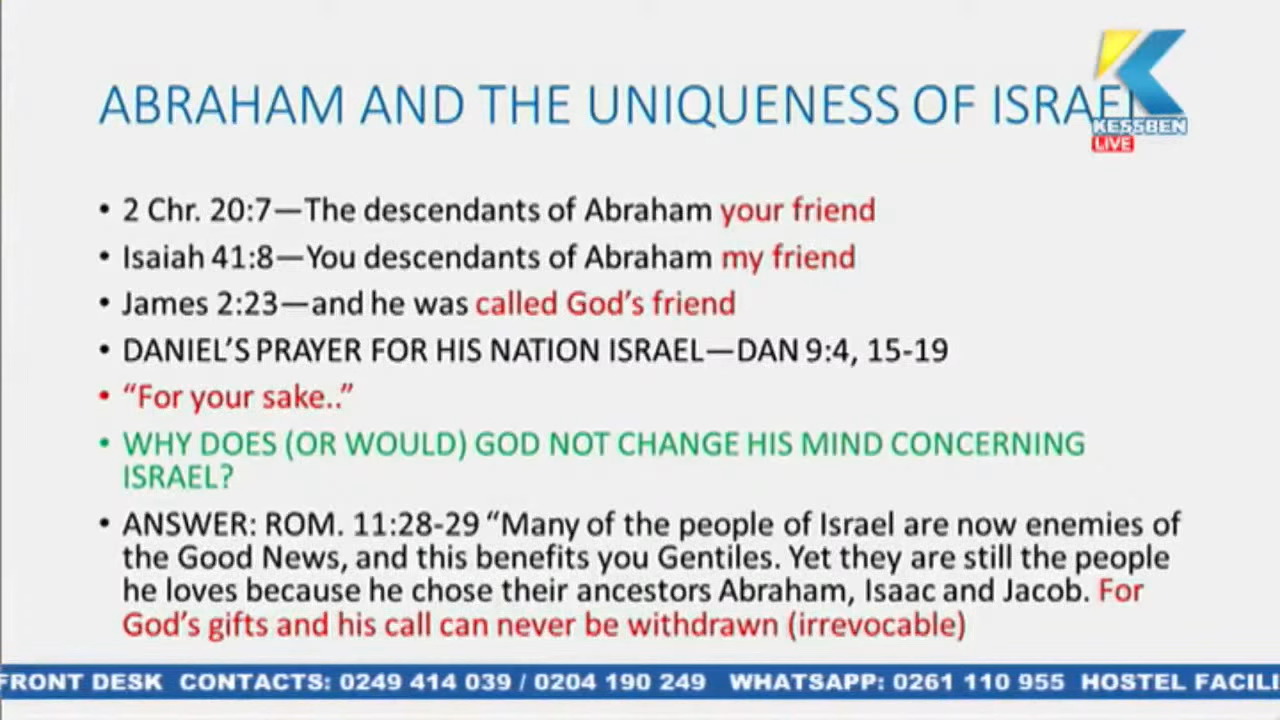 ABRAHAM AND THE UNIQUENESS OF ISRAEL
KESSBEN
LIVE
• 2 Chr. 20:7—The descendants of Abraham your friend
• Isaiah 41:8—You descendants of Abraham my friend
• James 2:23—and he was called God's friend
• DANIEL'S PRAYER FOR HIS NATION ISRAEL—DAN 9:4, 15-19
• “For your sake..”
• WHY DOES (OR WOULD) GOD NOT CHANGE HIS MIND CONCERNING
ISRAEL?
• ANSWER: ROM. 11:28-29 “Many of the people of Israel are now enemies of
the Good News, and this benefits you Gentiles. Yet they are still the people
he loves because he chose their ancestors Abraham, Isaac and Jacob. For
God's gifts and his call can never be withdrawn (irrevocable)
FRONT DESK CONTACTS: 0249 414 039 / 0204 190 249 WHATSAPP: 0261 110 955 HOSTEL FACILI